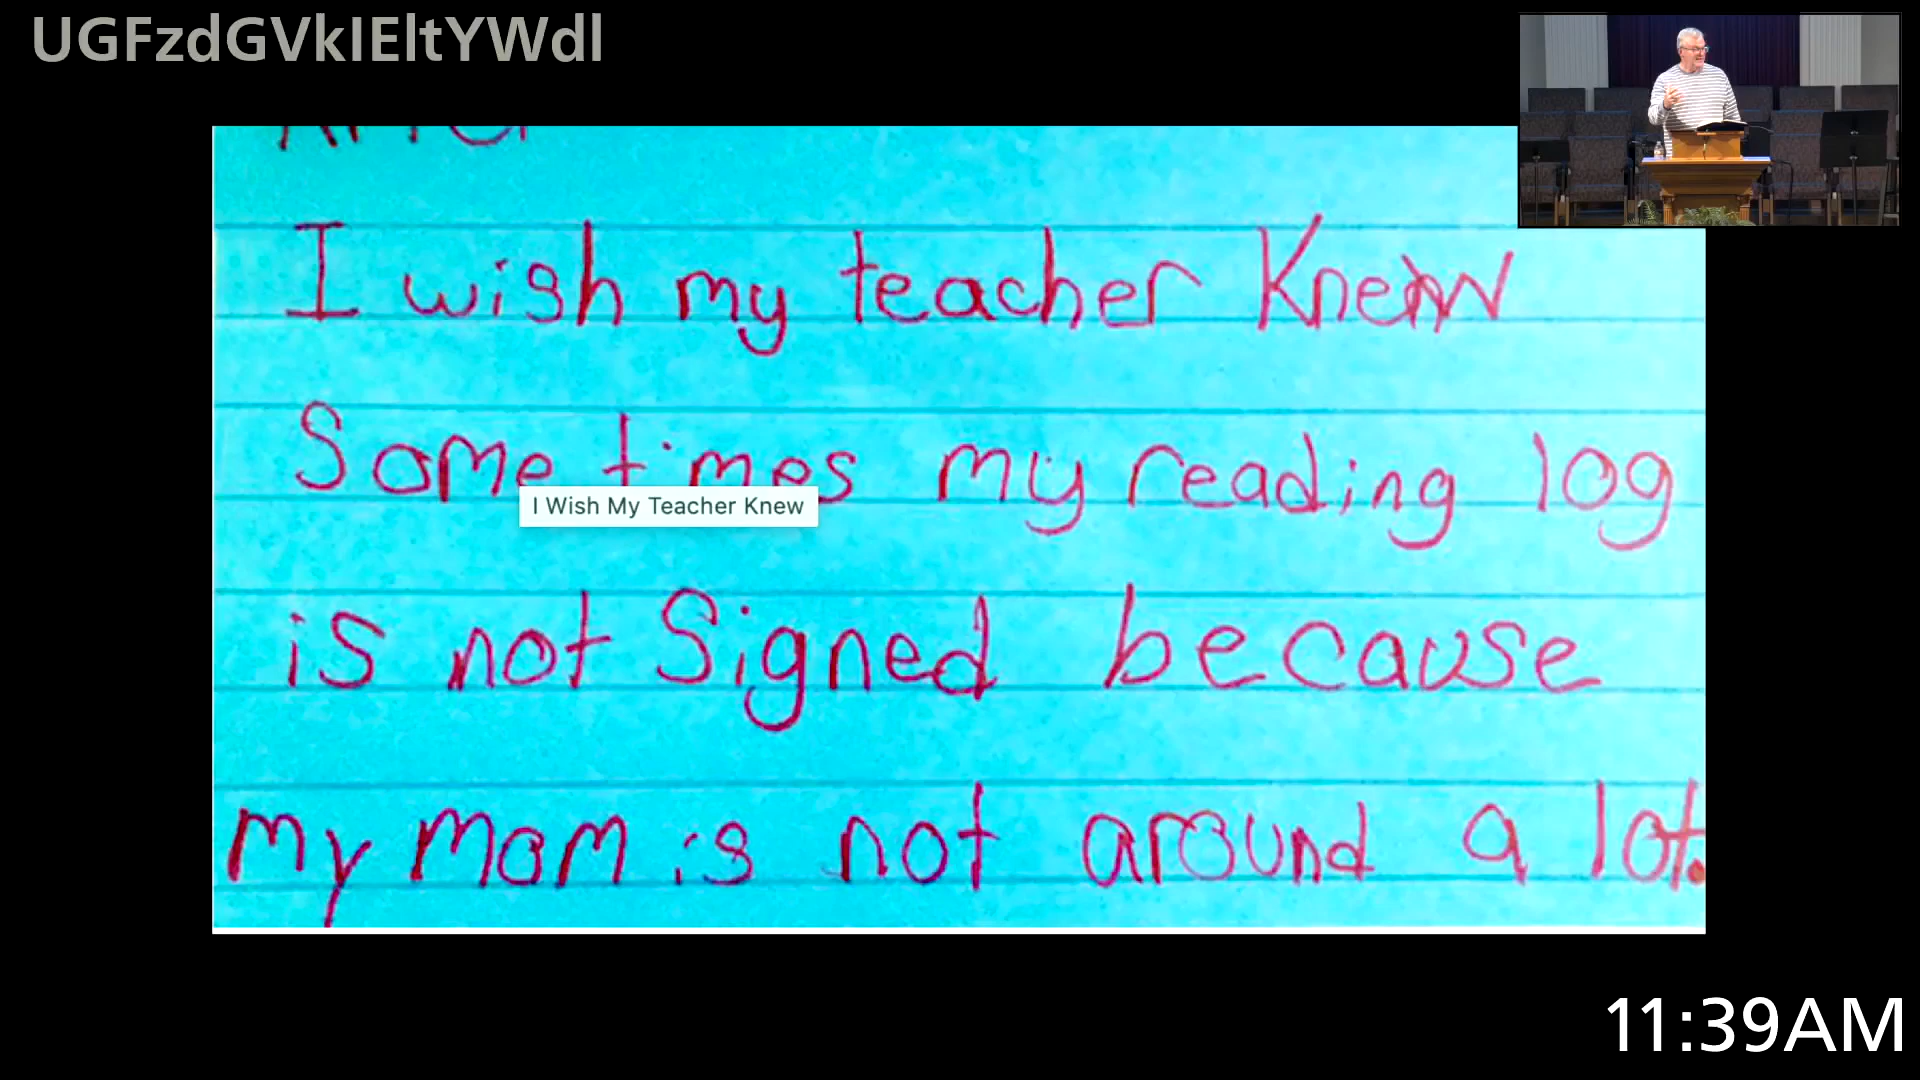 UGFzdGVkIEltYWdl
I wish my teacher Knew
Sometimes my reading log
I Wish My Teacher Knew
is not Signed because
my mom is not around a lot.
11:39AM